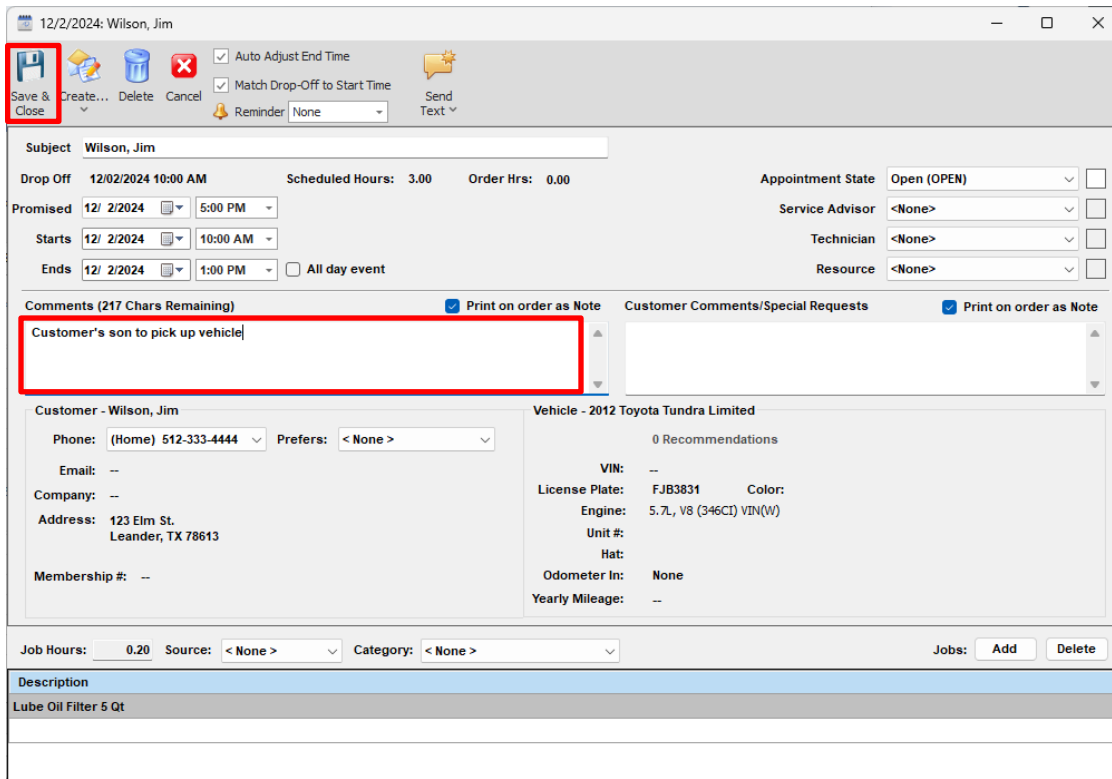 12/2/2024: Wilson, Jim
Save & Close
Create...
Delete
Cancel
Auto Adjust End Time
Match Drop-Off to Start Time
Reminder None
Send Text
Subject Wilson, Jim
Drop Off 12/02/2024 10:00 AM Scheduled Hours: 3.00 Order Hrs: 0.00 Appointment State Open (OPEN)
Promised 12/ 2/2024 5:00 PM Service Advisor <None>
Starts 12/ 2/2024 10:00 AM Technician <None>
Ends 12/ 2/2024 1:00 PM All day event Resource <None>
Comments (217 Chars Remaining) Print on order as Note Customer Comments/Special Requests Print on order as Note
Customer's son to pick up vehicle
Customer - Wilson, Jim
Phone: (Home) 512-333-4444 Prefers: < None >
Email: --
Company: --
Address: 123 Elm St.
Leander, TX 78613
Membership #: --
Vehicle - 2012 Toyota Tundra Limited
0 Recommendations
VIN: --
License Plate: FJB3831 Color:
Engine: 5.7L, V8 (346CI) VIN(W)
Unit #:
Hat:
Odometer In: None
Yearly Mileage: --
Job Hours: 0.20 Source: < None > Category: < None > Jobs: Add Delete
Description
Lube Oil Filter 5 Qt